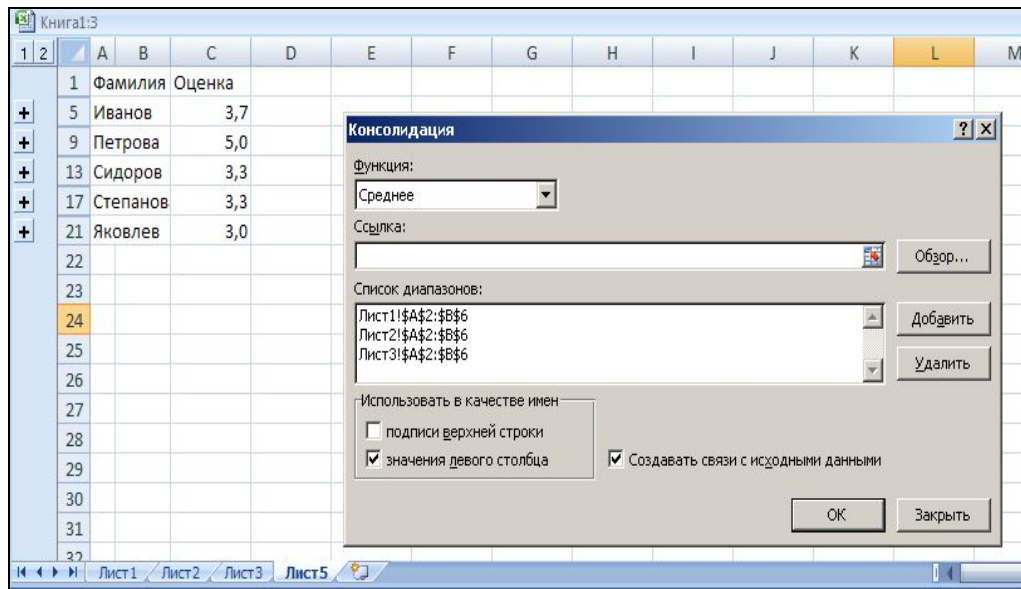 Книга1:3
1 2 A B C D E F G H I J K L M
1 Фамилия Оценка
5 Иванов 3,7
9 Петрова 5,0
13 Сидоров 3,3
17 Степанов 3,3
21 Яковлев 3,0
22
23
24
25
26
27
28
29
30
31
32
Консолидация
Функция:
Среднее
Ссылка:
Обзор...
Список диапазонов:
Лист1!$A$2:$B$6
Лист2!$A$2:$B$6
Лист3!$A$2:$B$6
Добавить
Удалить
Использовать в качестве имен
подписи верхней строки
значения левого столбца
Создавать связи с исходными данными
ОК
Закрыть
Лист1 Лист2 Лист3 Лист5